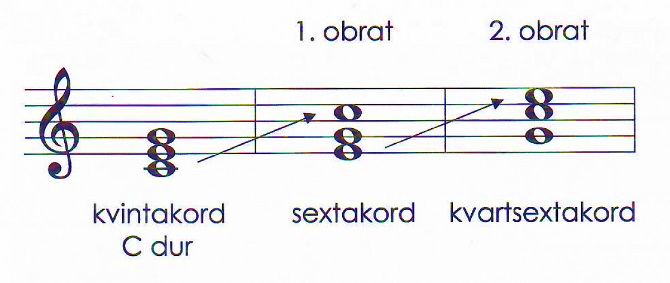 1. obrat
2. obrat
kvintakord
C dur
sextakord
kvartsextakord